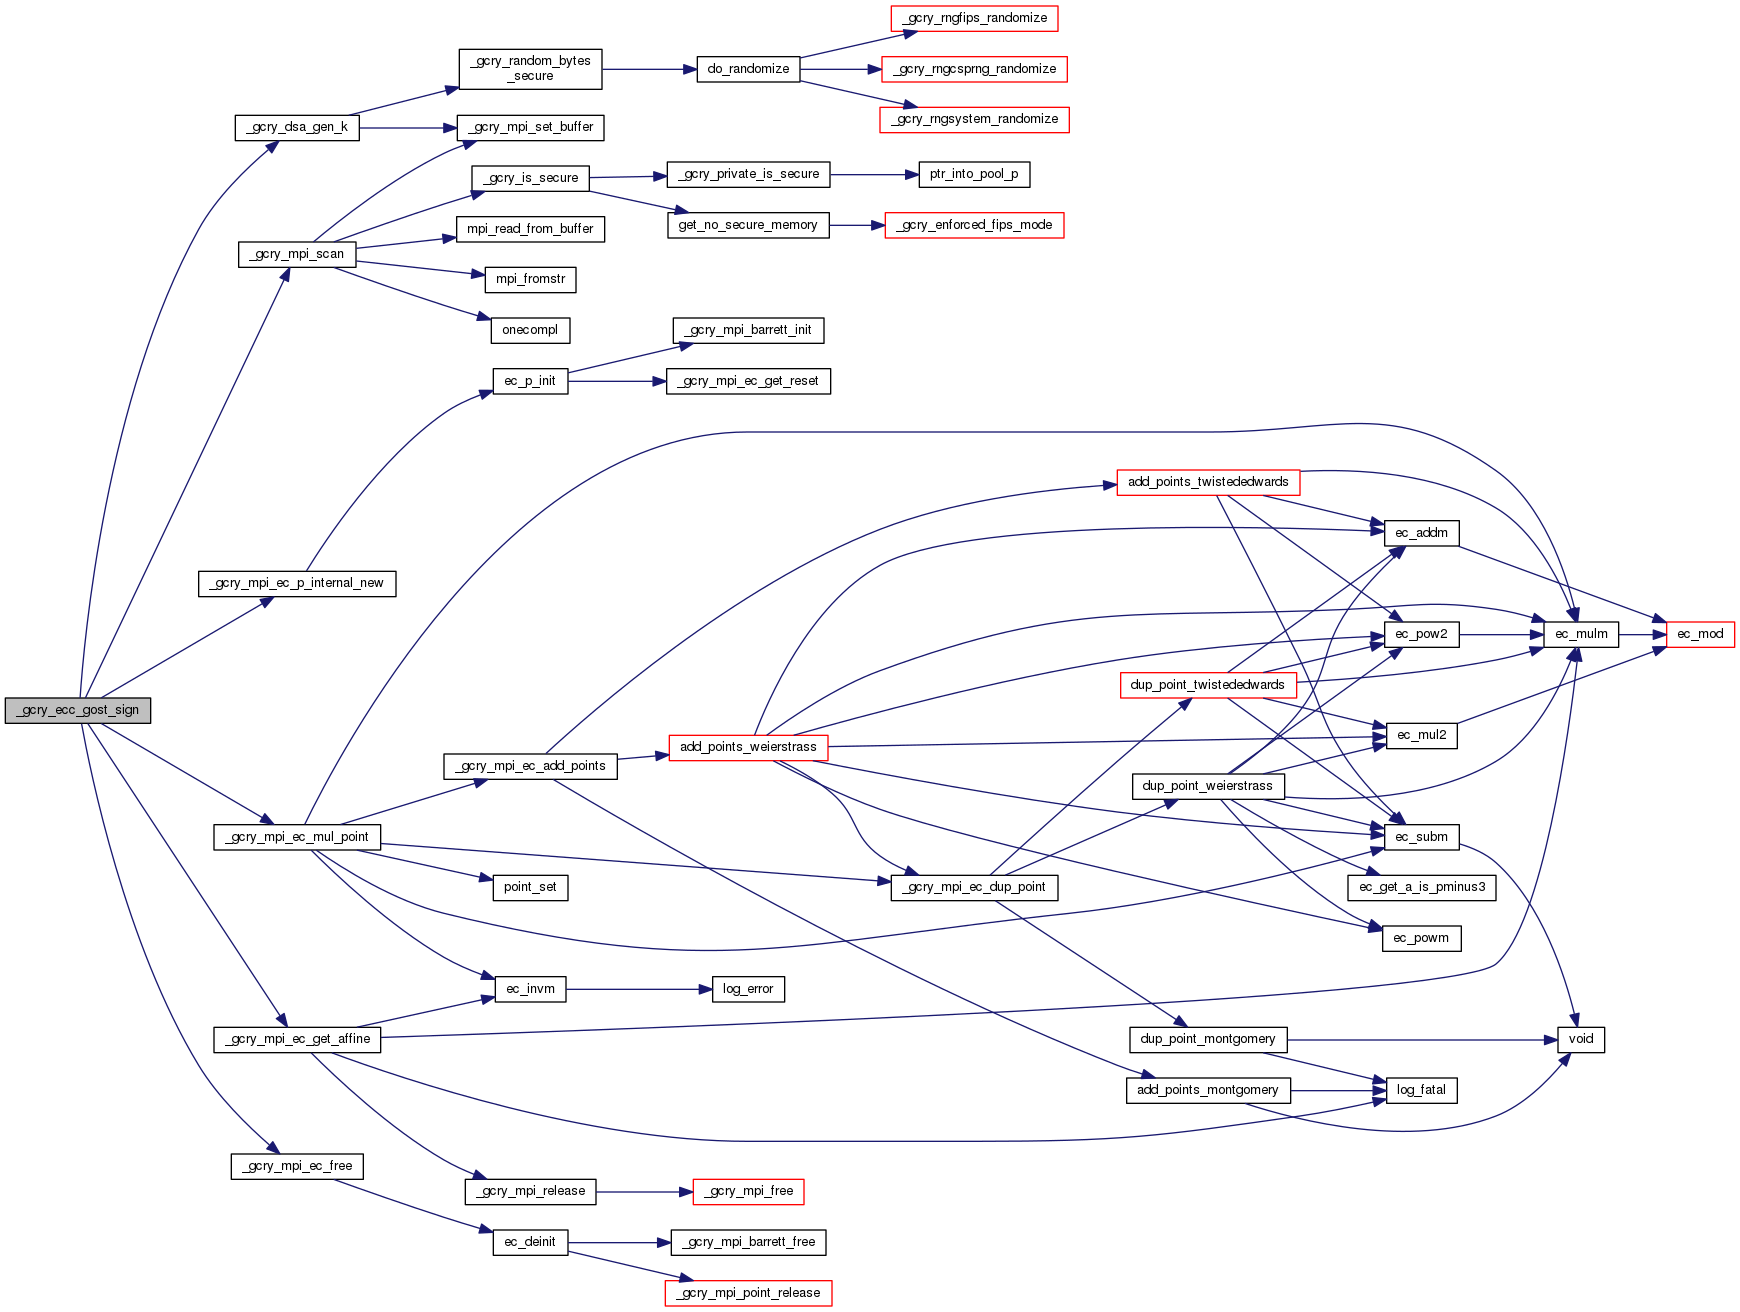 _gcry_rngfips_randomize
_gcry_random_bytes
_secure
do_randomize
_gcry_rngcsprng_randomize
_gcry_rngsystem_randomize
_gcry_dsa_gen_k
_gcry_mpi_set_buffer
_gcry_is_secure
_gcry_private_is_secure
ptr_into_pool_p
get_no_secure_memory
_gcry_enforced_fips_mode
mpi_read_from_buffer
_gcry_mpi_scan
mpi_fromstr
onecompl
_gcry_mpi_barrett_init
ec_p_init
_gcry_mpi_ec_get_reset
add_points_twistededwards
ec_addm
_gcry_mpi_ec_p_internal_new
ec_pow2
ec_mulm
ec_mod
dup_point_twistededwards
_gcry_ecc_gost_sign
ec_mul2
add_points_weierstrass
_gcry_mpi_ec_add_points
dup_point_weierstrass
_gcry_mpi_ec_mul_point
ec_subm
point_set
_gcry_mpi_ec_dup_point
ec_get_a_is_pminus3
ec_powm
ec_invm
log_error
_gcry_mpi_ec_get_affine
dup_point_montgomery
void
add_points_montgomery
log_fatal
_gcry_mpi_ec_free
_gcry_mpi_release
_gcry_mpi_free
ec_deinit
_gcry_mpi_barrett_free
_gcry_mpi_point_release